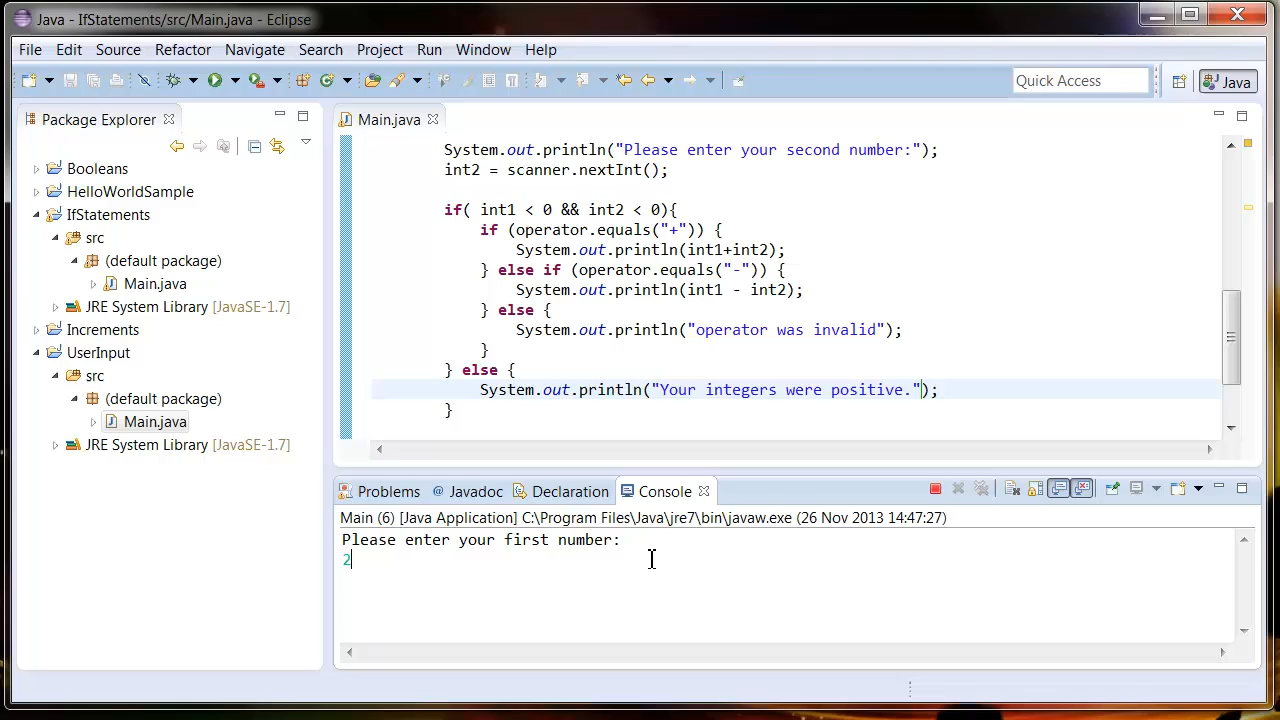 Java - IfStatements/src/Main.java - Eclipse
File Edit Source Refactor Navigate Search Project Run Window Help
Quick Access
Java
Package Explorer
Booleans
HelloWorldSample
IfStatements
src
(default package)
Main.java
JRE System Library [JavaSE-1.7]
Increments
UserInput
src
(default package)
Main.java
JRE System Library [JavaSE-1.7]
Main.java
System.out.println("Please enter your second number:");
int2 = scanner.nextInt();
if( int1 < 0 && int2 < 0){
if (operator.equals("+")) {
System.out.println(int1+int2);
} else if (operator.equals("-")) {
System.out.println(int1 - int2);
} else {
System.out.println("operator was invalid");
}
} else {
System.out.println("Your integers were positive.");
}
Problems @ Javadoc Declaration Console
Main (6) [Java Application] C:\Program Files\Java\jre7\bin\javaw.exe (26 Nov 2013 14:47:27)
Please enter your first number:
2